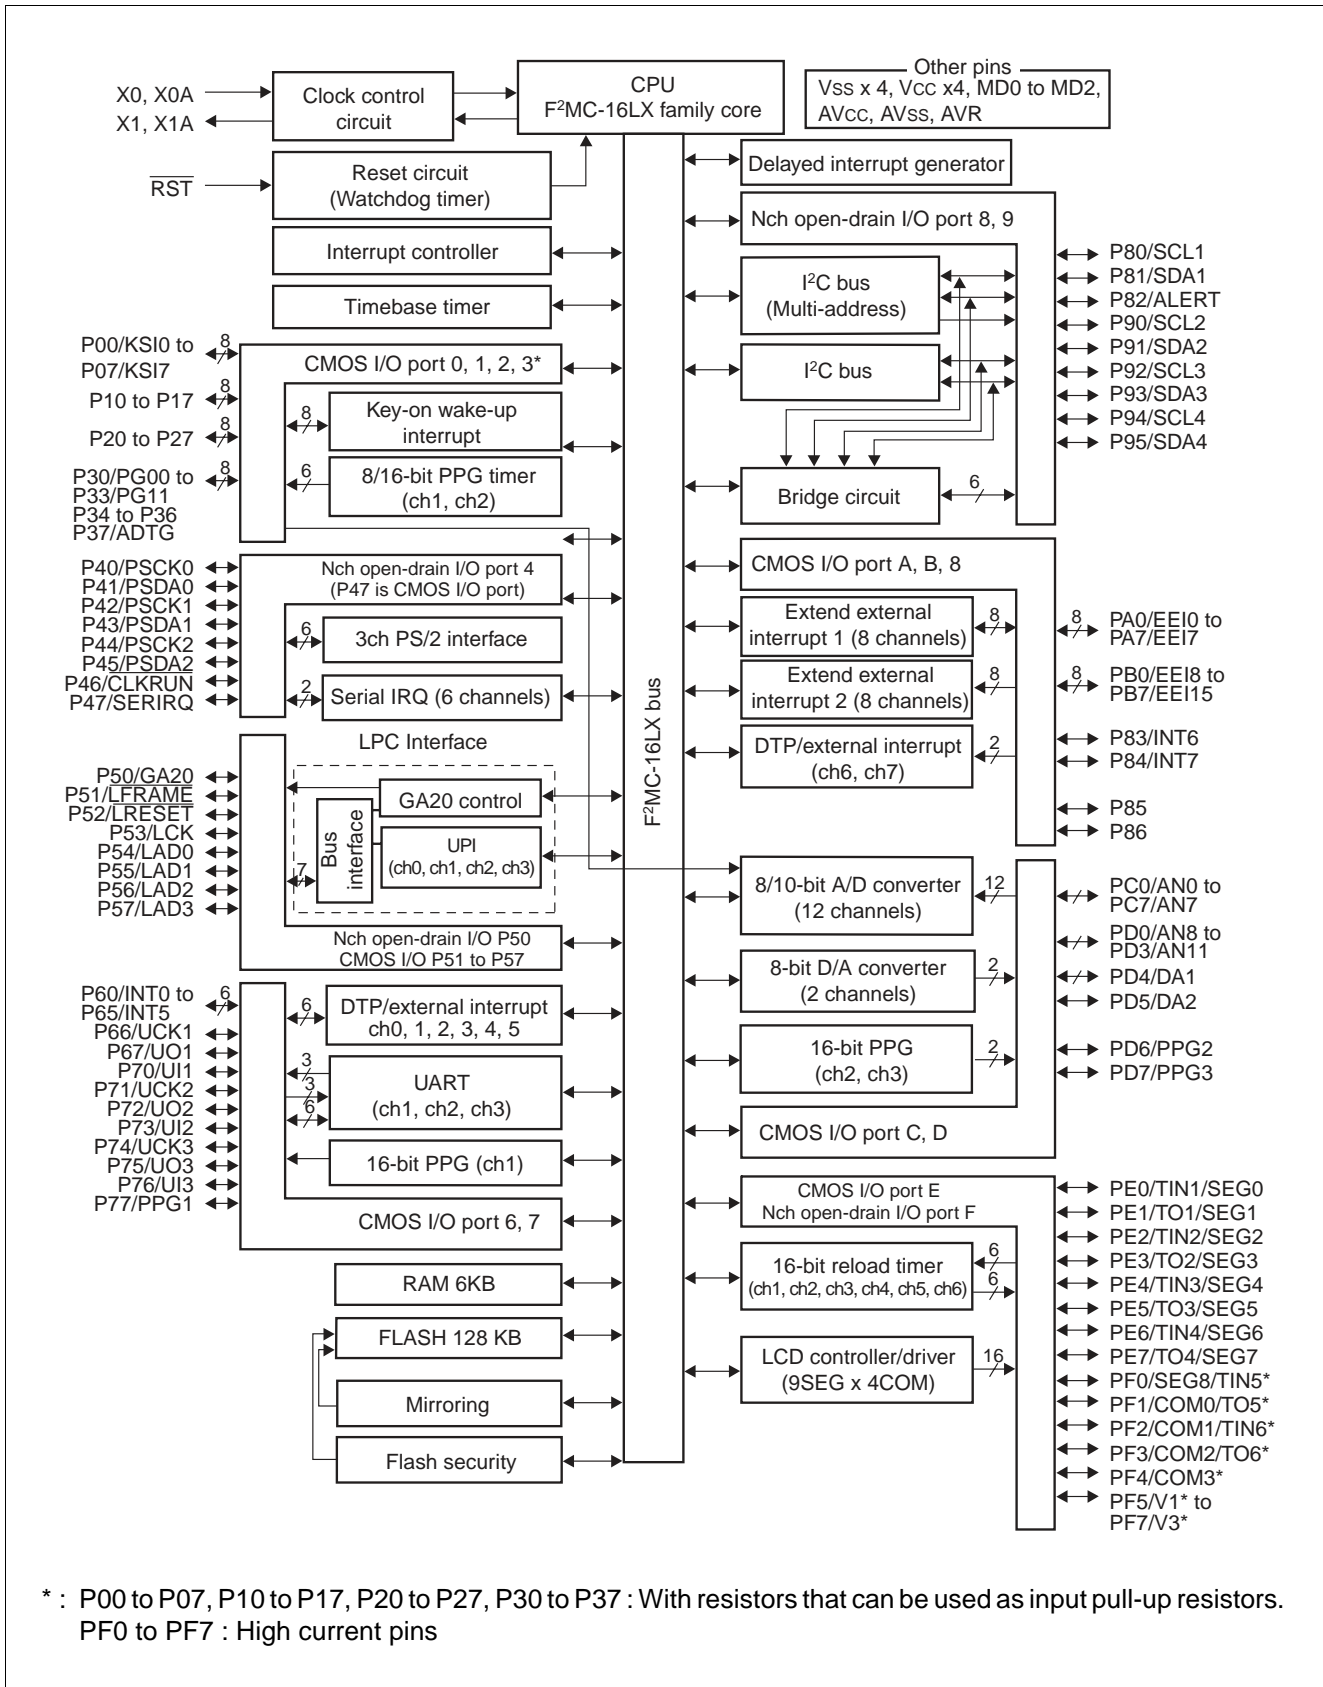 CPU
F²MC-16LX family core
Other pins
VSS x 4, VCC x4, MD0 to MD2,
AVCC, AVSS, AVR
X0, X0A
X1, X1A
Clock control
circuit
RST
Reset circuit
(Watchdog timer)
Interrupt controller
Timebase timer
P00/KSI0 to
P07/KSI7
8
P10 to P17
8
P20 to P27
8
P30/PG00 to
P33/PG11
P34 to P36
P37/ADTG
8
CMOS I/O port 0, 1, 2, 3*
8
Key-on wake-up
interrupt
6
8/16-bit PPG timer
(ch1, ch2)
P40/PSCK0
P41/PSDA0
P42/PSCK1
P43/PSDA1
P44/PSCK2
P45/PSDA2
P46/CLKRUN
P47/SERIRQ
Nch open-drain I/O port 4
(P47 is CMOS I/O port)
6
3ch PS/2 interface
2
Serial IRQ (6 channels)
LPC Interface
P50/GA20
P51/LFRAME
P52/LRESET
P53/LCK
P54/LAD0
P55/LAD1
P56/LAD2
P57/LAD3
7
Bus
interface
GA20 control
UPI
(ch0, ch1, ch2, ch3)
Nch open-drain I/O P50
CMOS I/O P51 to P57
P60/INT0 to
P65/INT5
6
P66/UCK1
P67/UO1
P70/UI1
P71/UCK2
P72/UO2
P73/UI2
P74/UCK3
P75/UO3
P76/UI3
P77/PPG1
6
DTP/external interrupt
ch0, 1, 2, 3, 4, 5
3
3
6
UART
(ch1, ch2, ch3)
16-bit PPG (ch1)
CMOS I/O port 6, 7
RAM 6KB
FLASH 128 KB
Mirroring
Flash security
F²MC-16LX bus
Delayed interrupt generator
Nch open-drain I/O port 8, 9
I²C bus
(Multi-address)
I²C bus
Bridge circuit
6
P80/SCL1
P81/SDA1
P82/ALERT
P90/SCL2
P91/SDA2
P92/SCL3
P93/SDA3
P94/SCL4
P95/SDA4
CMOS I/O port A, B, 8
Extend external
interrupt 1 (8 channels)
8
Extend external
interrupt 2 (8 channels)
8
DTP/external interrupt
(ch6, ch7)
2
8
PA0/EEI0 to
PA7/EEI7
8
PB0/EEI8 to
PB7/EEI15
P83/INT6
P84/INT7
P85
P86
8/10-bit A/D converter
(12 channels)
12
8-bit D/A converter
(2 channels)
2
16-bit PPG
(ch2, ch3)
2
CMOS I/O port C, D
PC0/AN0 to
PC7/AN7
PD0/AN8 to
PD3/AN11
PD4/DA1
PD5/DA2
PD6/PPG2
PD7/PPG3
CMOS I/O port E
Nch open-drain I/O port F
16-bit reload timer
(ch1, ch2, ch3, ch4, ch5, ch6)
6
6
LCD controller/driver
(9SEG x 4COM)
16
PE0/TIN1/SEG0
PE1/TO1/SEG1
PE2/TIN2/SEG2
PE3/TO2/SEG3
PE4/TIN3/SEG4
PE5/TO3/SEG5
PE6/TIN4/SEG6
PE7/TO4/SEG7
PF0/SEG8/TIN5*
PF1/COM0/TO5*
PF2/COM1/TIN6*
PF3/COM2/TO6*
PF4/COM3*
PF5/V1* to
PF7/V3*
* : P00 to P07, P10 to P17, P20 to P27, P30 to P37 : With resistors that can be used as input pull-up resistors.
PF0 to PF7 : High current pins